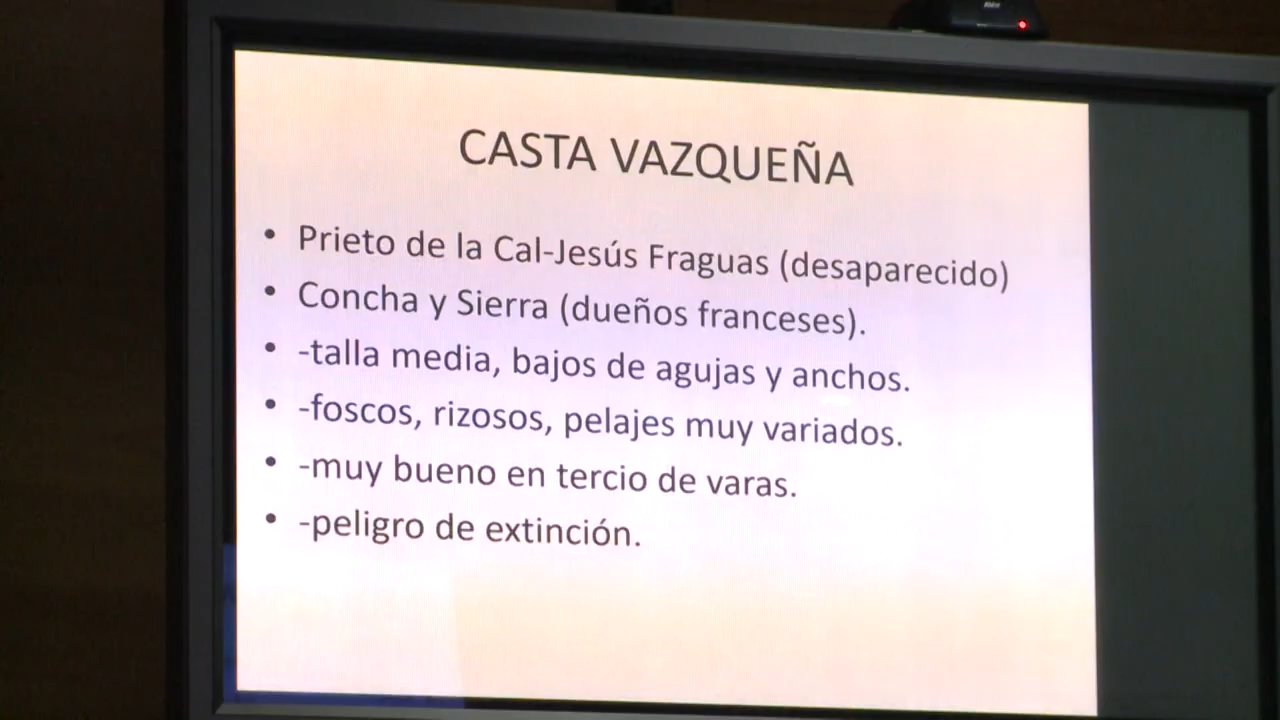 CASTA VAZQUEÑA
• Prieto de la Cal-Jesús Fraguas (desaparecido)
• Concha y Sierra (dueños franceses).
• -talla media, bajos de agujas y anchos.
• -foscos, rizosos, pelajes muy variados.
• -muy bueno en tercio de varas.
• -peligro de extinción.